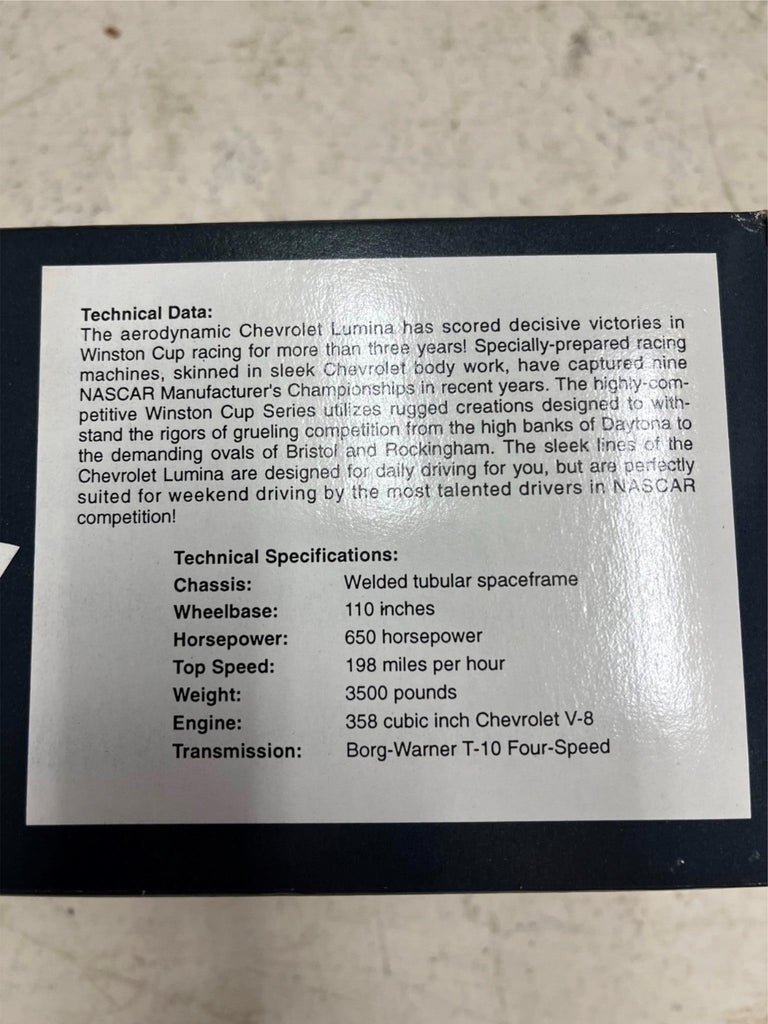 Technical Data:
The aerodynamic Chevrolet Lumina has scored decisive victories in
Winston Cup racing for more than three years! Specially-prepared racing
machines, skinned in sleek Chevrolet body work, have captured nine
NASCAR Manufacturer's Championships in recent years. The highly-com-
petitive Winston Cup Series utilizes rugged creations designed to with-
stand the rigors of grueling competition from the high banks of Daytona to
the demanding ovals of Bristol and Rockingham. The sleek lines of the
Chevrolet Lumina are designed for daily driving for you, but are perfectly
suited for weekend driving by the most talented drivers in NASCAR
competition!
Technical Specifications:
Chassis: Welded tubular spaceframe
Wheelbase: 110 inches
Horsepower: 650 horsepower
Top Speed: 198 miles per hour
Weight: 3500 pounds
Engine: 358 cubic inch Chevrolet V-8
Transmission: Borg-Warner T-10 Four-Speed